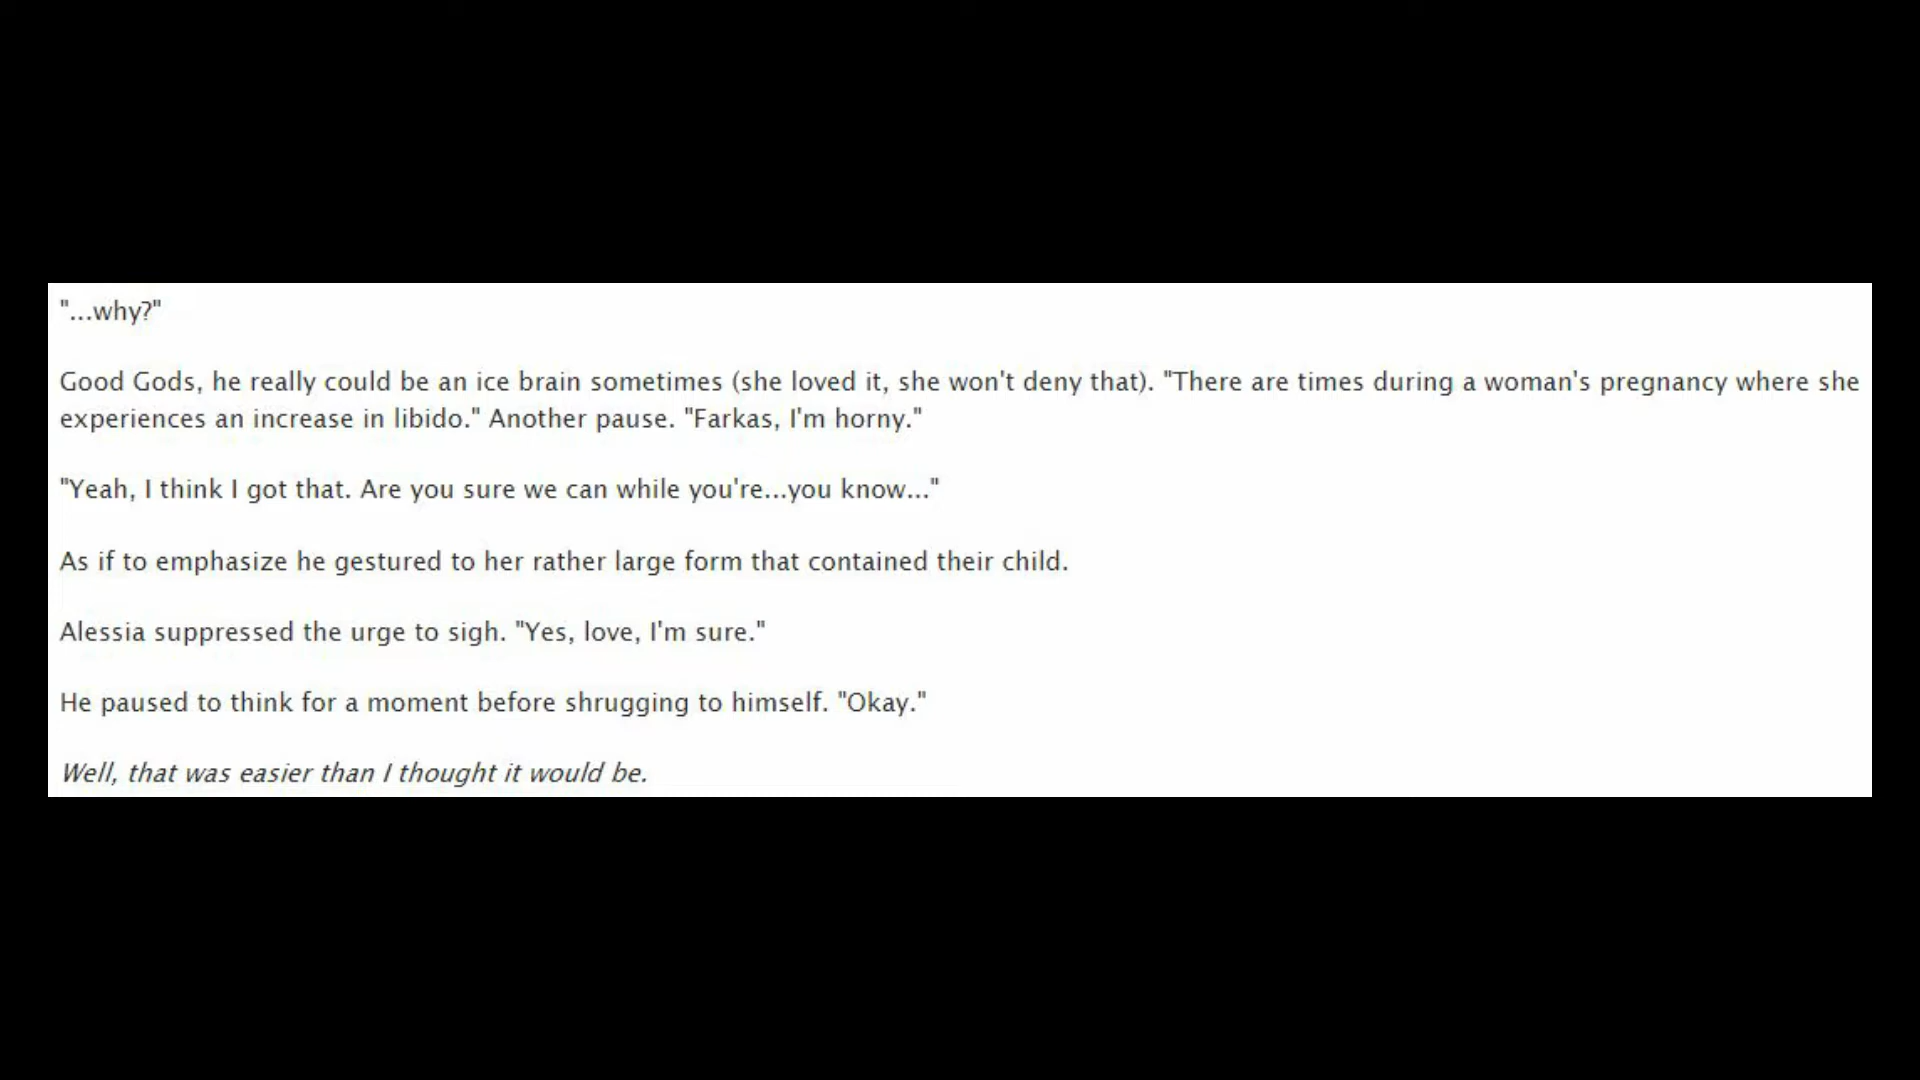 "...why?"
Good Gods, he really could be an ice brain sometimes (she loved it, she won't deny that). "There are times during a woman's pregnancy where she
experiences an increase in libido." Another pause. "Farkas, I'm horny."
"Yeah, I think I got that. Are you sure we can while you're...you know..."
As if to emphasize he gestured to her rather large form that contained their child.
Alessia suppressed the urge to sigh. "Yes, love, I'm sure."
He paused to think for a moment before shrugging to himself. "Okay."
Well, that was easier than I thought it would be.